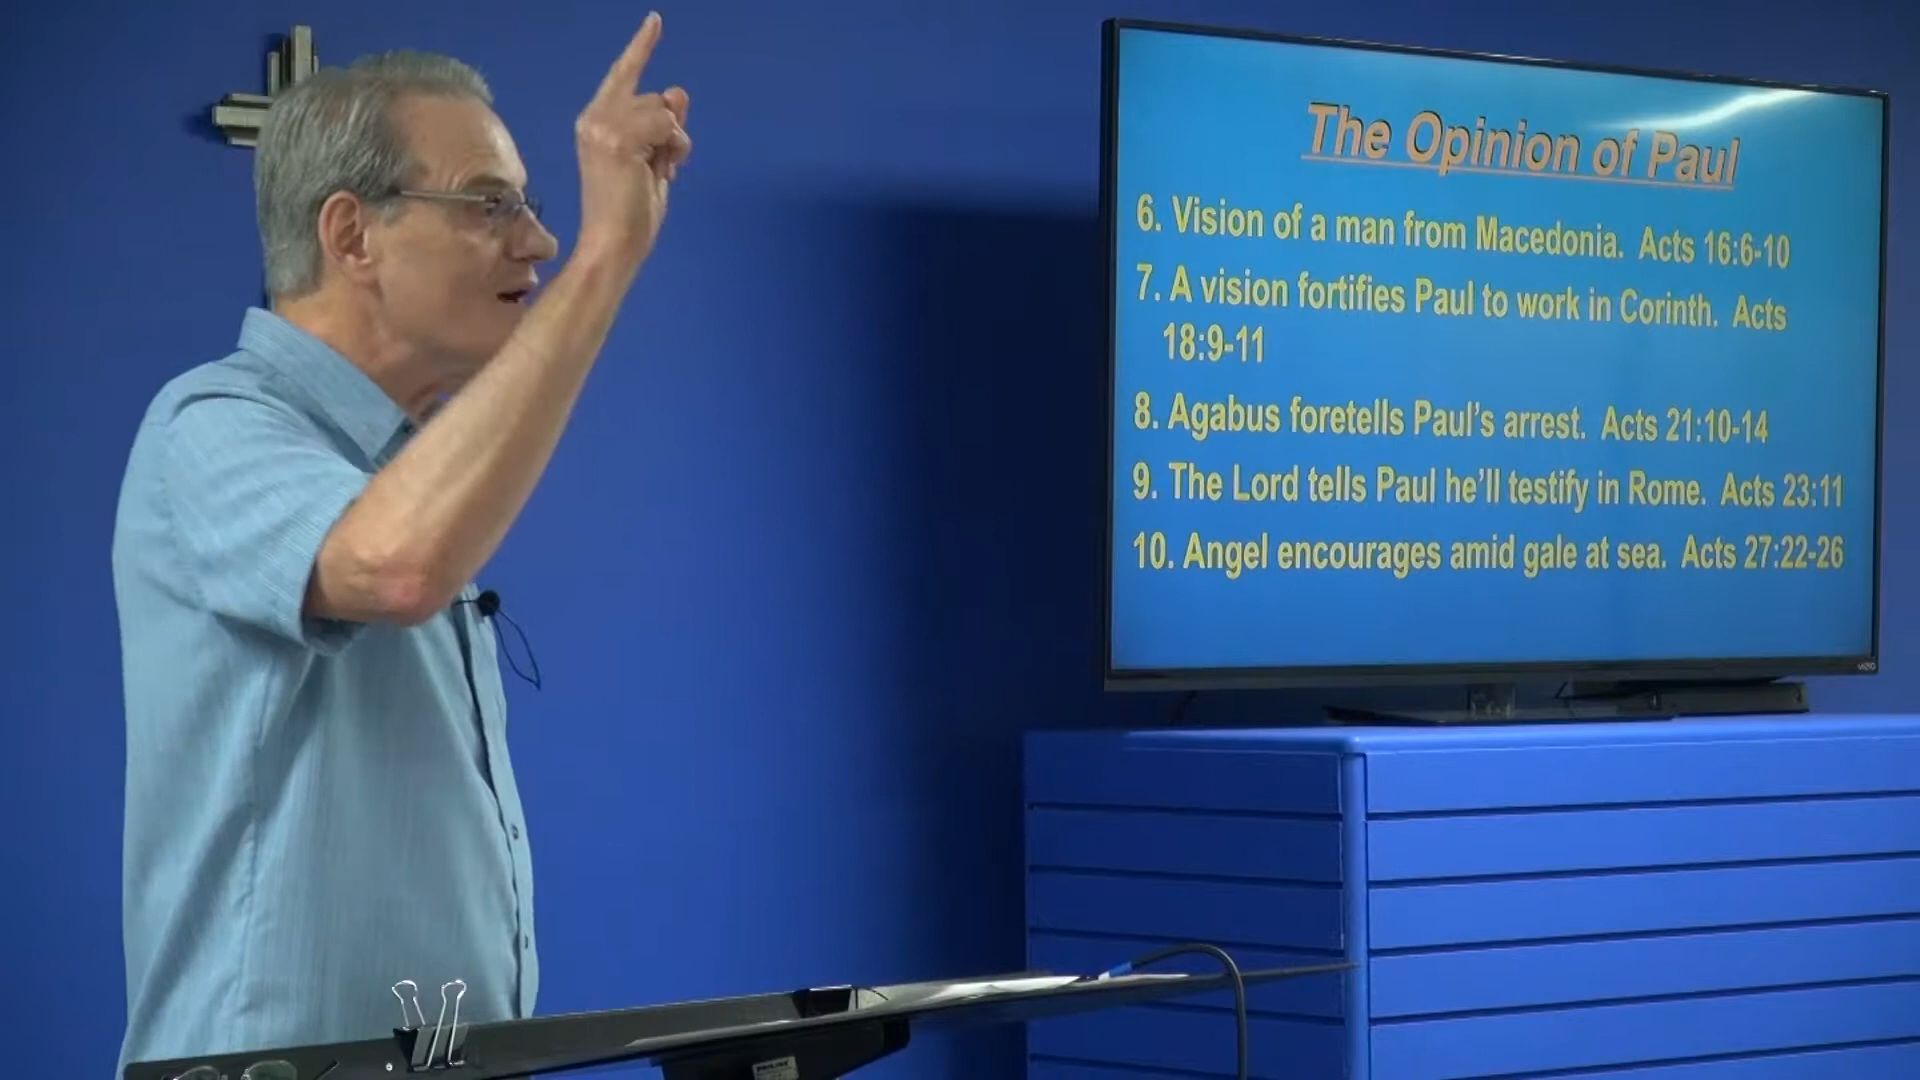 The Opinion of Paul
6. Vision of a man from Macedonia. Acts 16:6-10
7. A vision fortifies Paul to work in Corinth. Acts
18:9-11
8. Agabus foretells Paul's arrest. Acts 21:10-14
9. The Lord tells Paul he'll testify in Rome. Acts 23:11
10. Angel encourages amid gale at sea. Acts 27:22-26
VIZIO